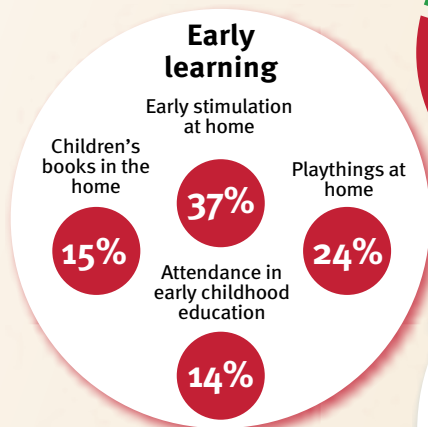 Early
learning
Early stimulation
at home
37%
Children’s
books in the
home
15%
Playthings at
home
24%
Attendance in
early childhood
education
14%